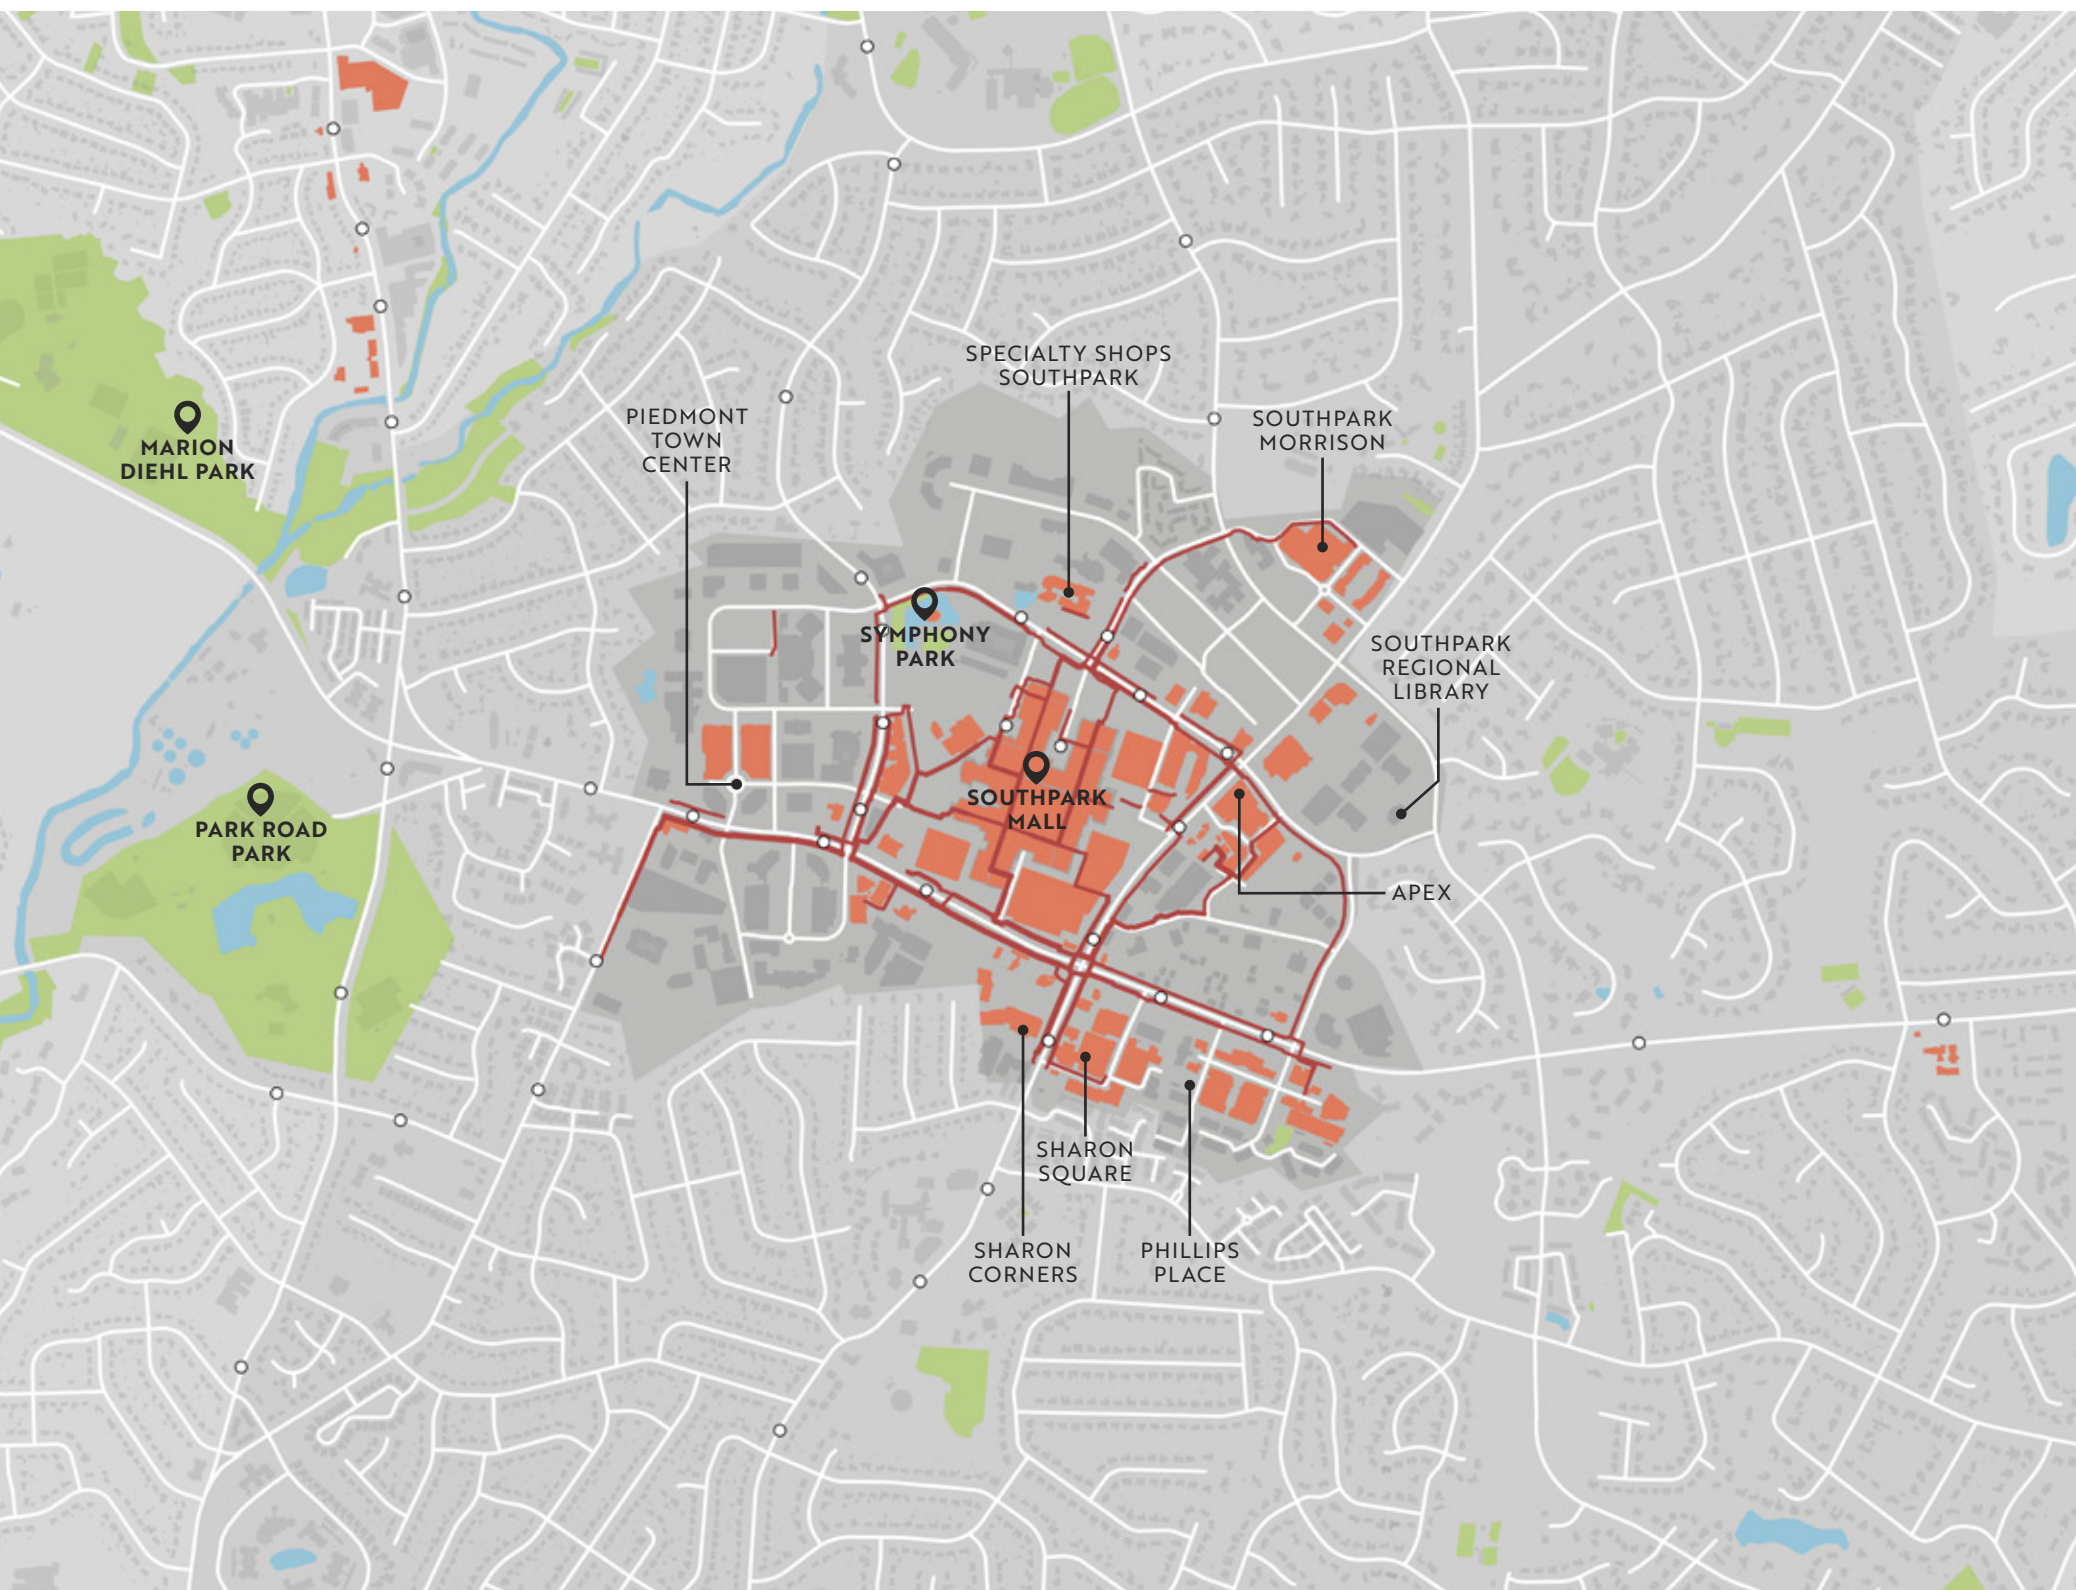 SPECIALTY SHOPS
SOUTHPARK
PIEDMONT
TOWN
CENTER
SOUTHPARK
MORRISON
MARION
DIEHL PARK
SYMPHONY
PARK
SOUTHPARK
REGIONAL
LIBRARY
SOUTHPARK
MALL
PARK ROAD
PARK
APEX
SHARON
SQUARE
SHARON
CORNERS
PHILLIPS
PLACE